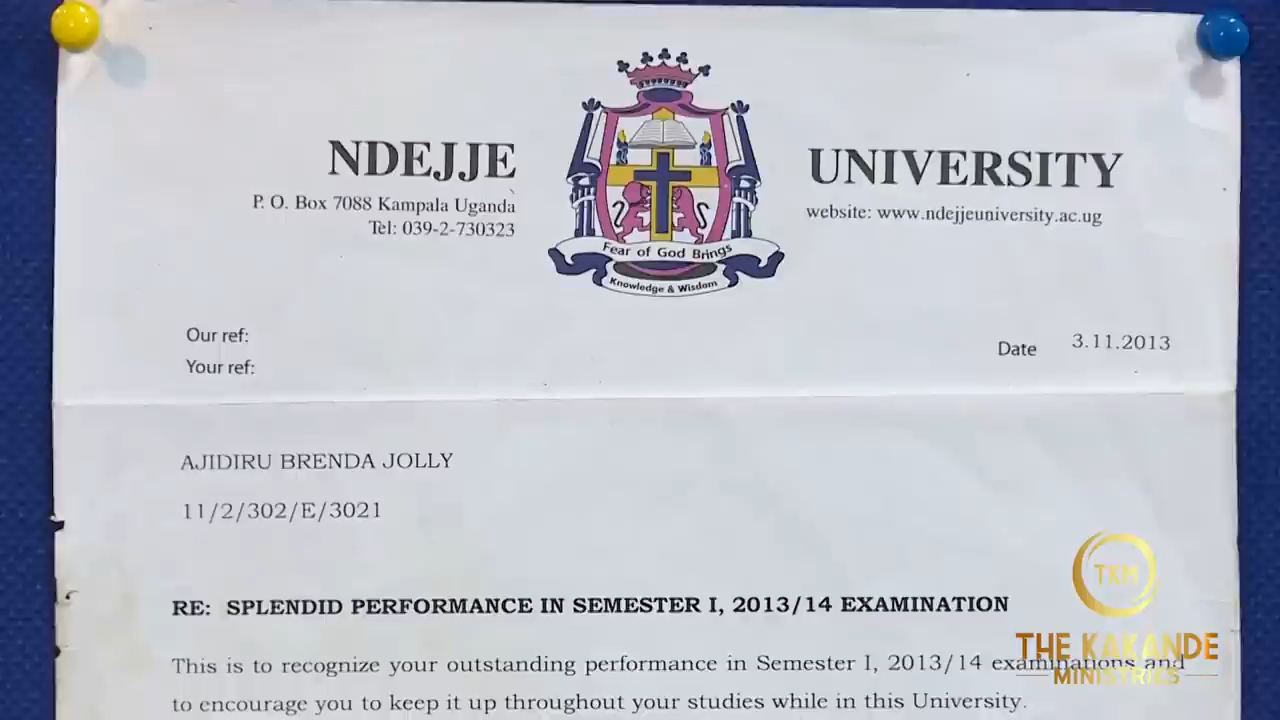 NDEJJE UNIVERSITY
P. O. Box 7088 Kampala Uganda
Tel: 039-2-730323
website: www.ndejjeuniversity.ac.ug
Fear of God Brings
Knowledge & Wisdom
Our ref:
Your ref:
Date 3.11.2013
AJIDIRU BRENDA JOLLY
11/2/302/E/3021
RE: SPLENDID PERFORMANCE IN SEMESTER I, 2013/14 EXAMINATION
This is to recognize your outstanding performance in Semester I, 2013/14 examinations and
to encourage you to keep it up throughout your studies while in this University.
TKM
THE KAKANDE
MINISTRIES